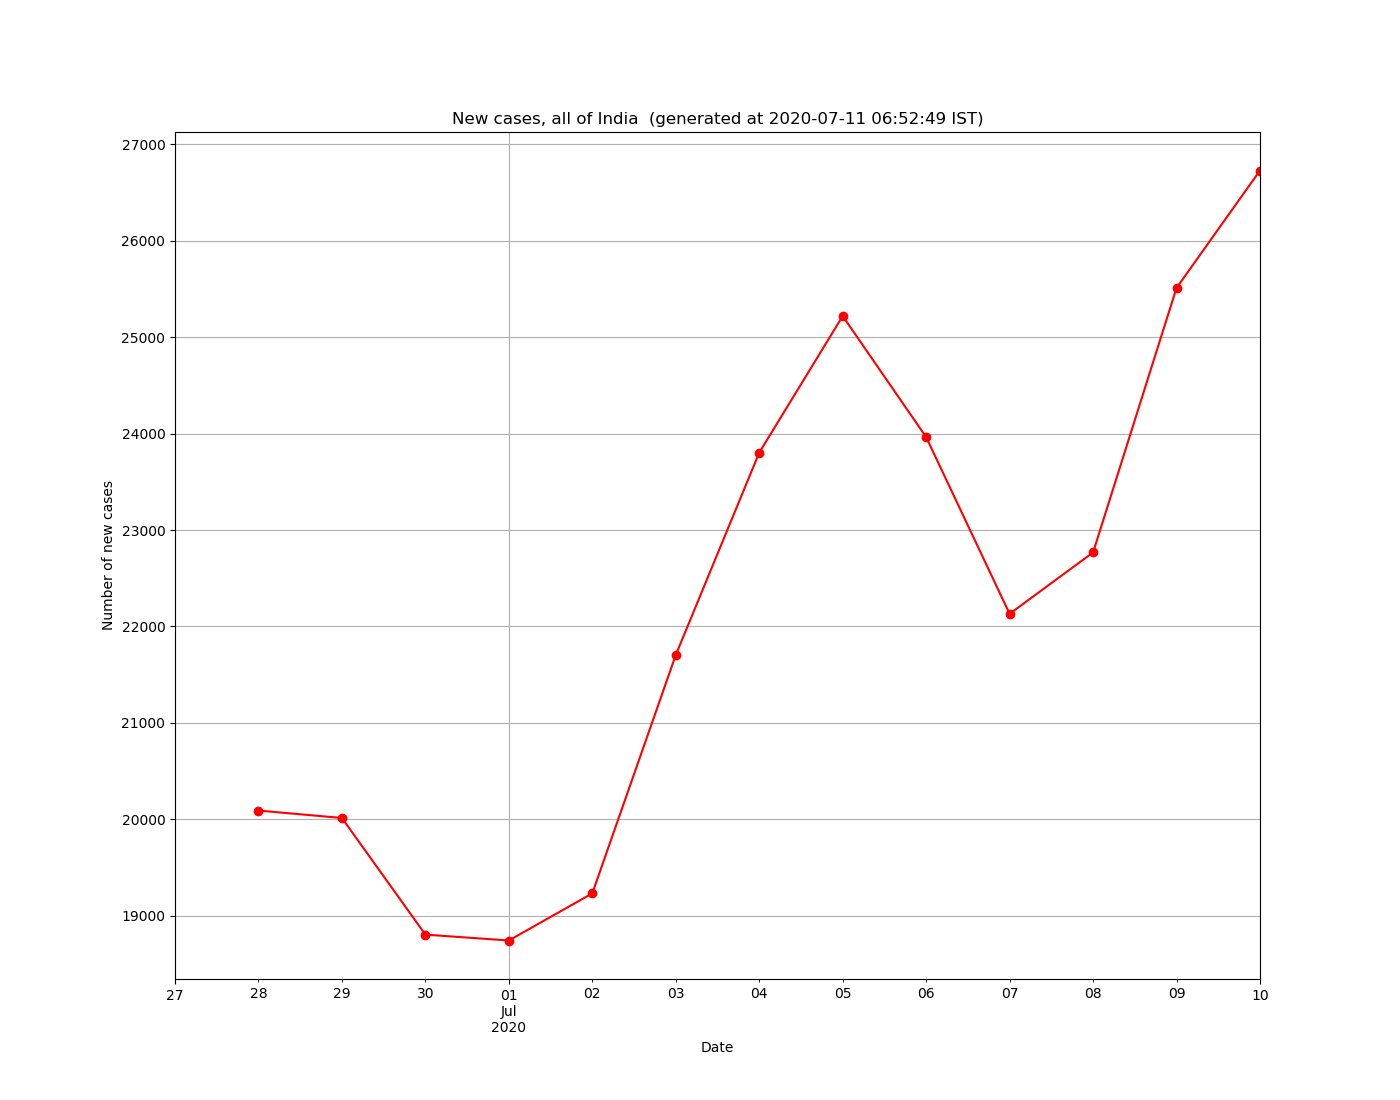 New cases, all of India  (generated at 2020-07-11 06:52:49 IST)
27000
26000
25000
24000
23000
22000
21000
20000
19000
Number of new cases
27 28 29 30 01 02 03 04 05 06 07 08 09 10
Jul
2020
Date